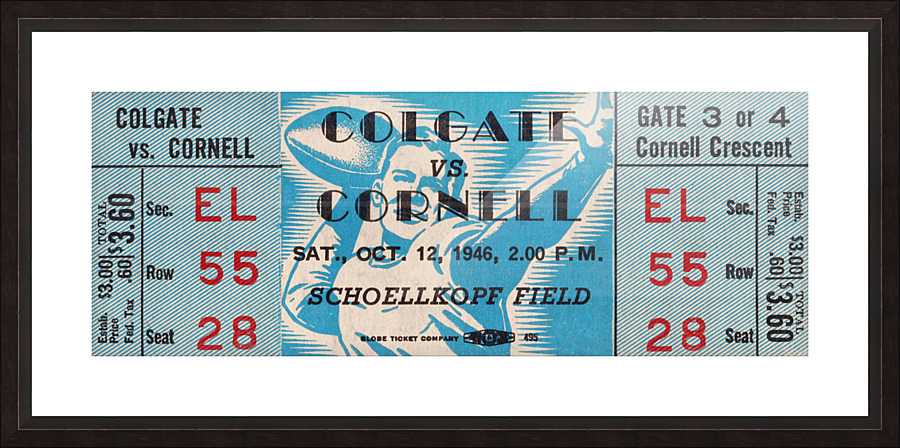 COLGATE
vs. CORNELL
Estab. Price $3.00
Fed. Tax .60
TOTAL $3.60
Sec. EL
Row 55
Seat 28
COLGATE
VS.
CORNELL
SAT., OCT. 12, 1946, 2.00 P.M.
SCHOELLKOPF FIELD
GLOBE TICKET COMPANY 495
GATE 3 or 4
Cornell Crescent
EL Sec.
55 Row
28 Seat
Estab. Price $3.00
Fed. Tax .60
TOTAL $3.60